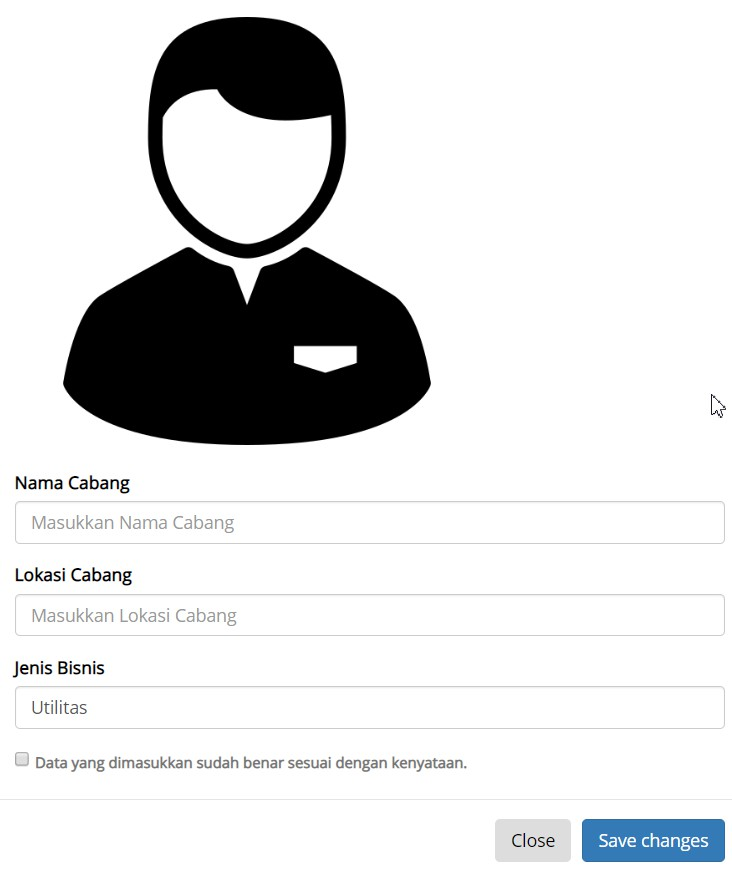 Nama Cabang
Masukkan Nama Cabang
Lokasi Cabang
Masukkan Lokasi Cabang
Jenis Bisnis
Utilitas
Data yang dimasukkan sudah benar sesuai dengan kenyataan.
Close Save changes